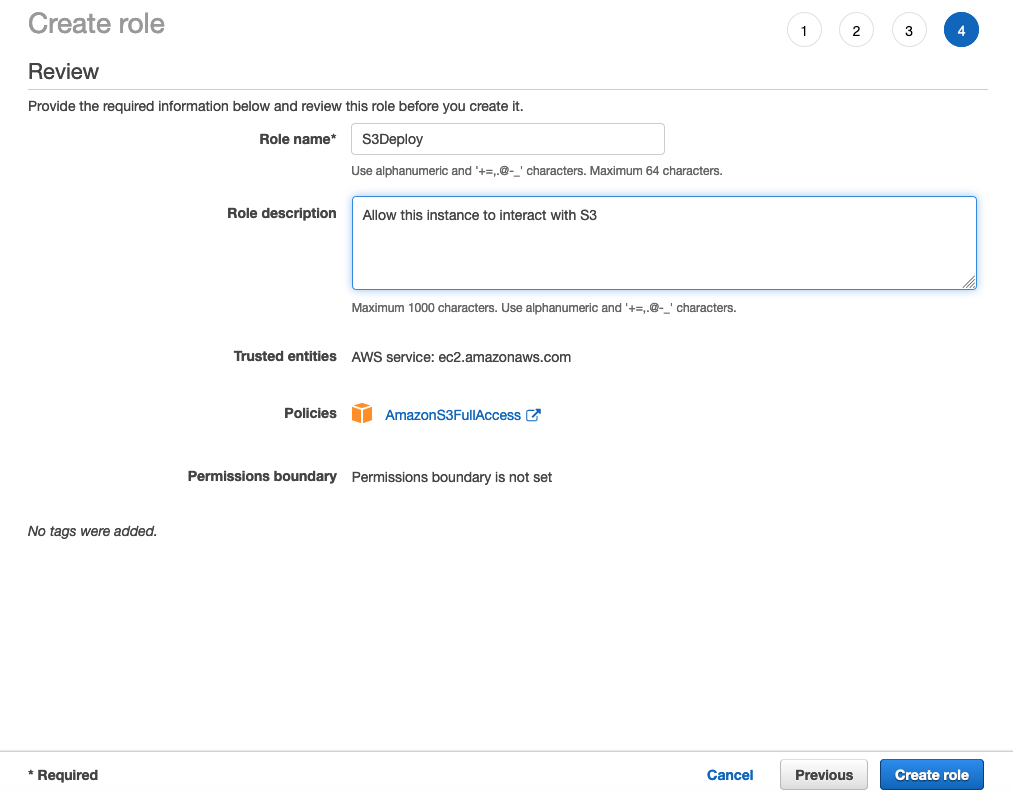 Create role
1 2 3 4
Review
Provide the required information below and review this role before you create it.
Role name* S3Deploy
Use alphanumeric and '+=,.@-_' characters. Maximum 64 characters.
Role description Allow this instance to interact with S3
Maximum 1000 characters. Use alphanumeric and '+=,.@-_' characters.
Trusted entities AWS service: ec2.amazonaws.com
Policies AmazonS3FullAccess
Permissions boundary Permissions boundary is not set
No tags were added.
* Required Cancel Previous Create role